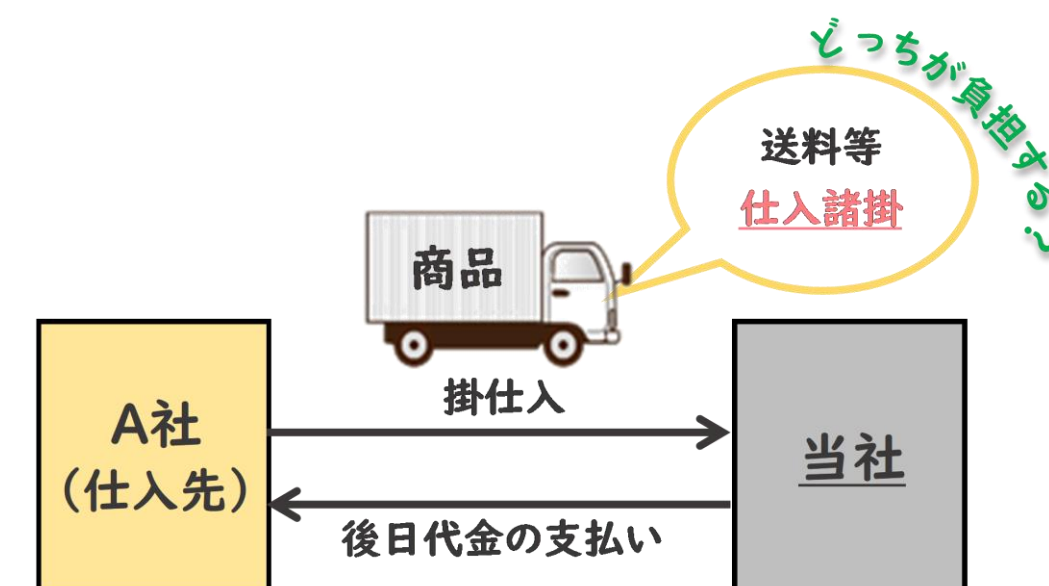 どっちが負担する?
送料等
仕入諸掛
商品
掛仕入
A社
(仕入先)
当社
後日代金の支払い